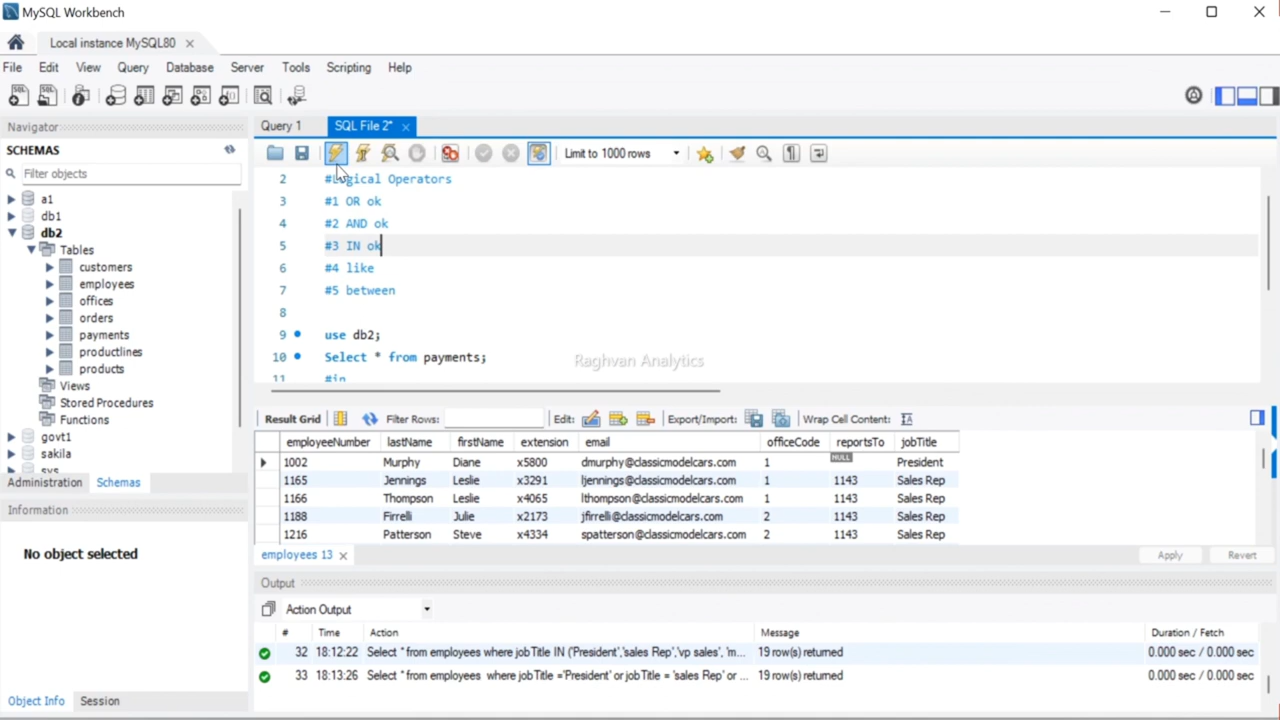 MySQL Workbench
Local instance MySQL80
File Edit View Query Database Server Tools Scripting Help
Navigator
SCHEMAS
Filter objects
a1
db1
db2
Tables
customers
employees
offices
orders
payments
productlines
products
Views
Stored Procedures
Functions
govt1
sakila
sys
Administration Schemas
Information
No object selected
Object Info Session
Query 1 SQL File 2*
Limit to 1000 rows
2 #Logical Operators
3 #1 OR ok
4 #2 AND ok
5 #3 IN ok
6 #4 like
7 #5 between
8
9 use db2;
10 Select * from payments;
11 #in
Raghvan Analytics
Result Grid Filter Rows: Edit: Export/Import: Wrap Cell Content:
employeeNumber lastName firstName extension email officeCode reportsTo jobTitle
1002 Murphy Diane x5800 dmurphy@classicmodelcars.com 1 NULL President
1165 Jennings Leslie x3291 ljennings@classicmodelcars.com 1 1143 Sales Rep
1166 Thompson Leslie x4065 lthompson@classicmodelcars.com 1 1143 Sales Rep
1188 Firrelli Julie x2173 jfirrelli@classicmodelcars.com 2 1143 Sales Rep
1216 Patterson Steve x4334 spatterson@classicmodelcars.com 2 1143 Sales Rep
employees 13
Apply Revert
Output
Action Output
# Time Action Message Duration / Fetch
32 18:12:22 Select * from employees where jobTitle IN ('President','sales Rep','vp sales', 'm... 19 row(s) returned 0.000 sec / 0.000 sec
33 18:13:26 Select * from employees where jobTitle ='President' or jobTitle = 'sales Rep' or ... 19 row(s) returned 0.000 sec / 0.000 sec